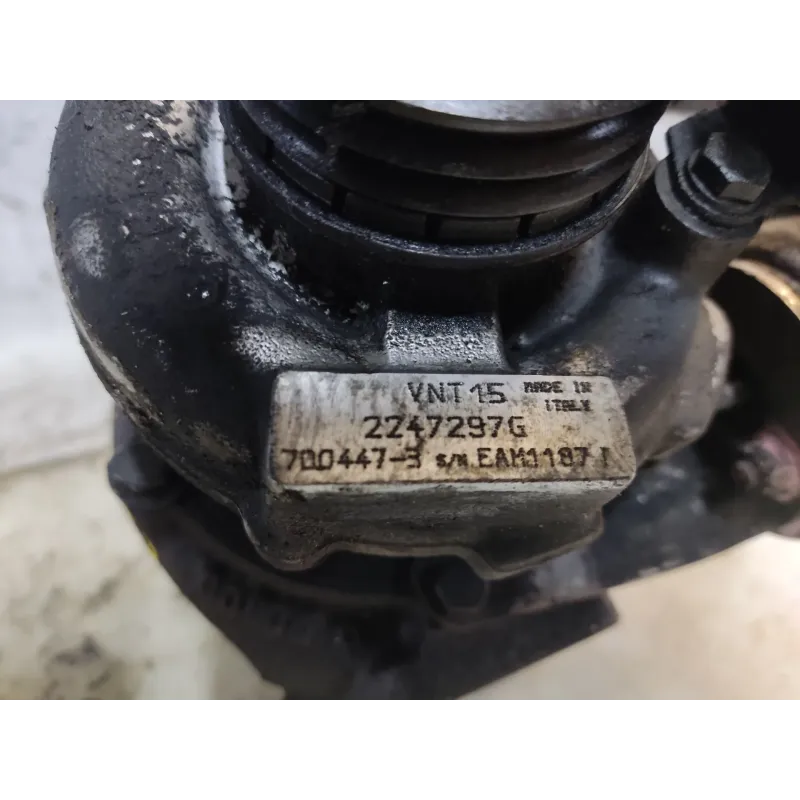 VNT15 MADE IN
ITALY
2247297G
700447-3 S/N EAM1187 I